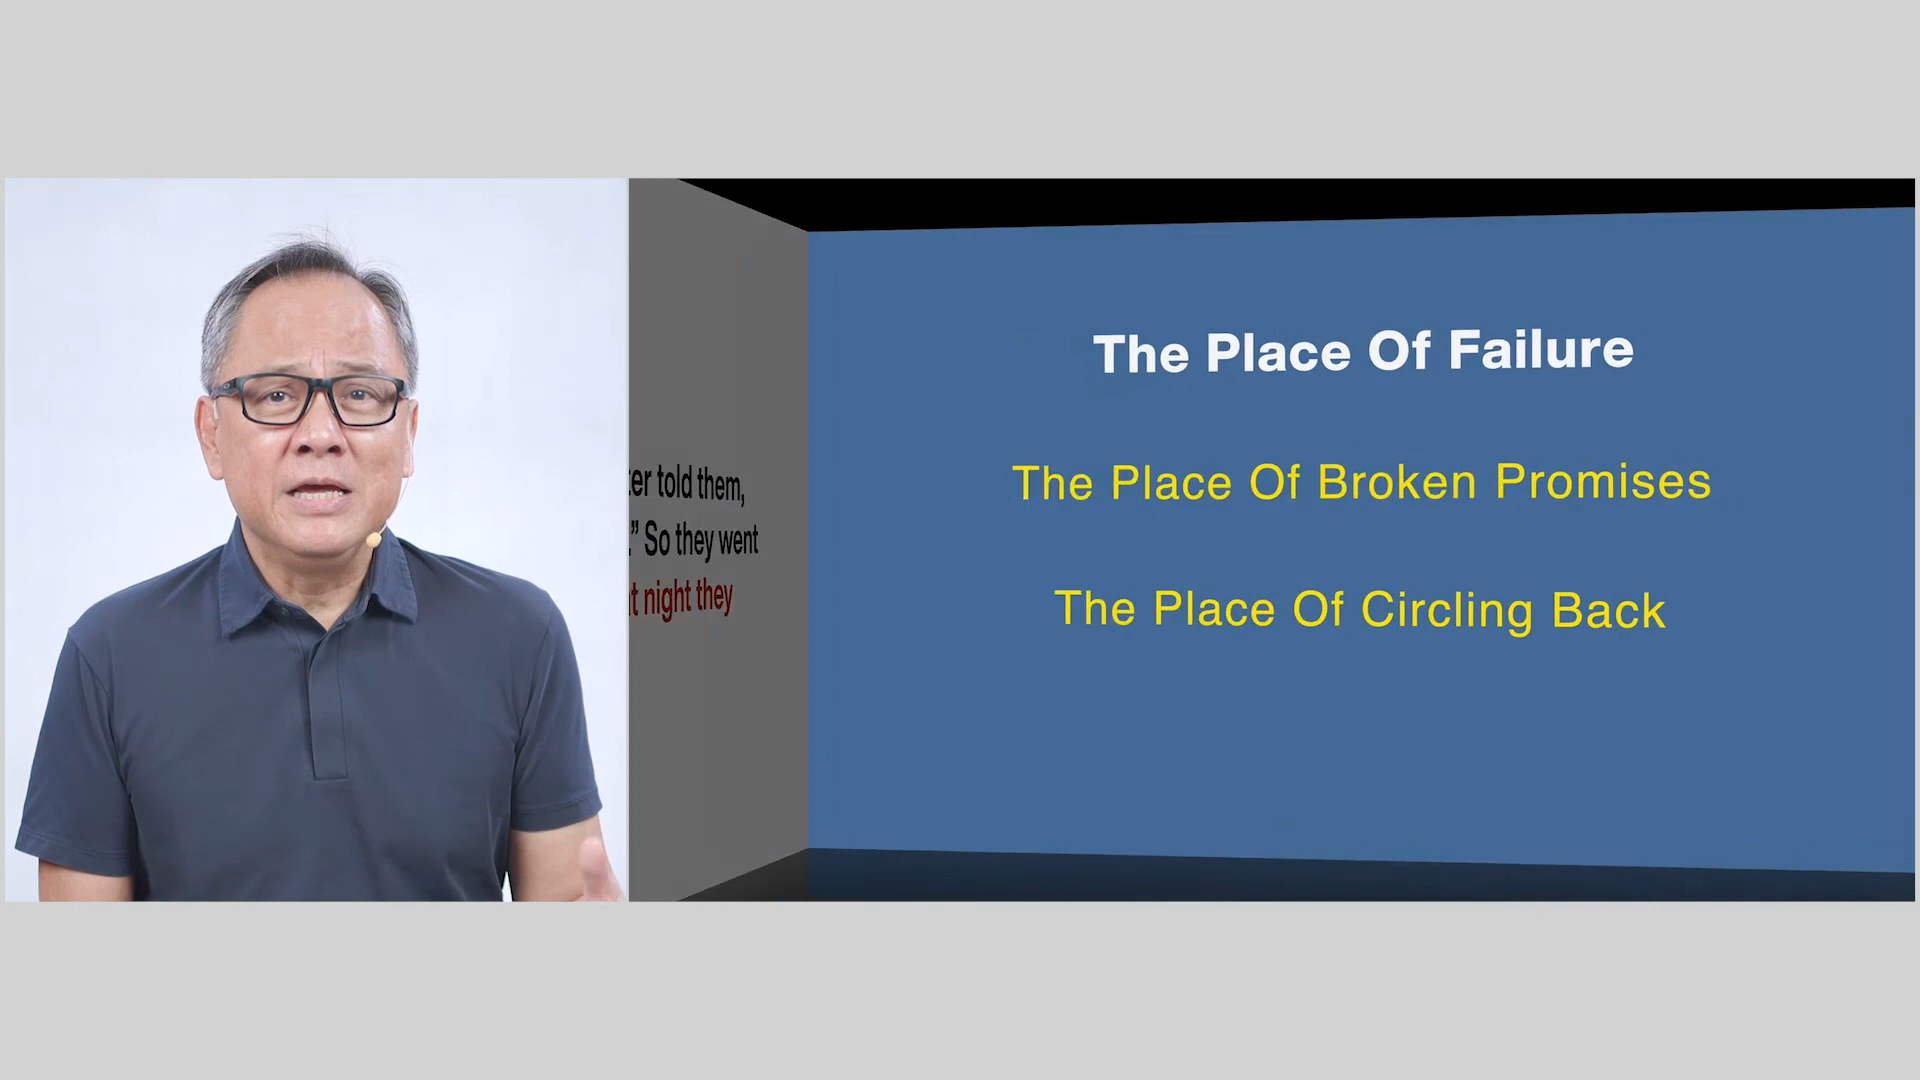 told them,
So they went
night they
The Place Of Failure
The Place Of Broken Promises
The Place Of Circling Back